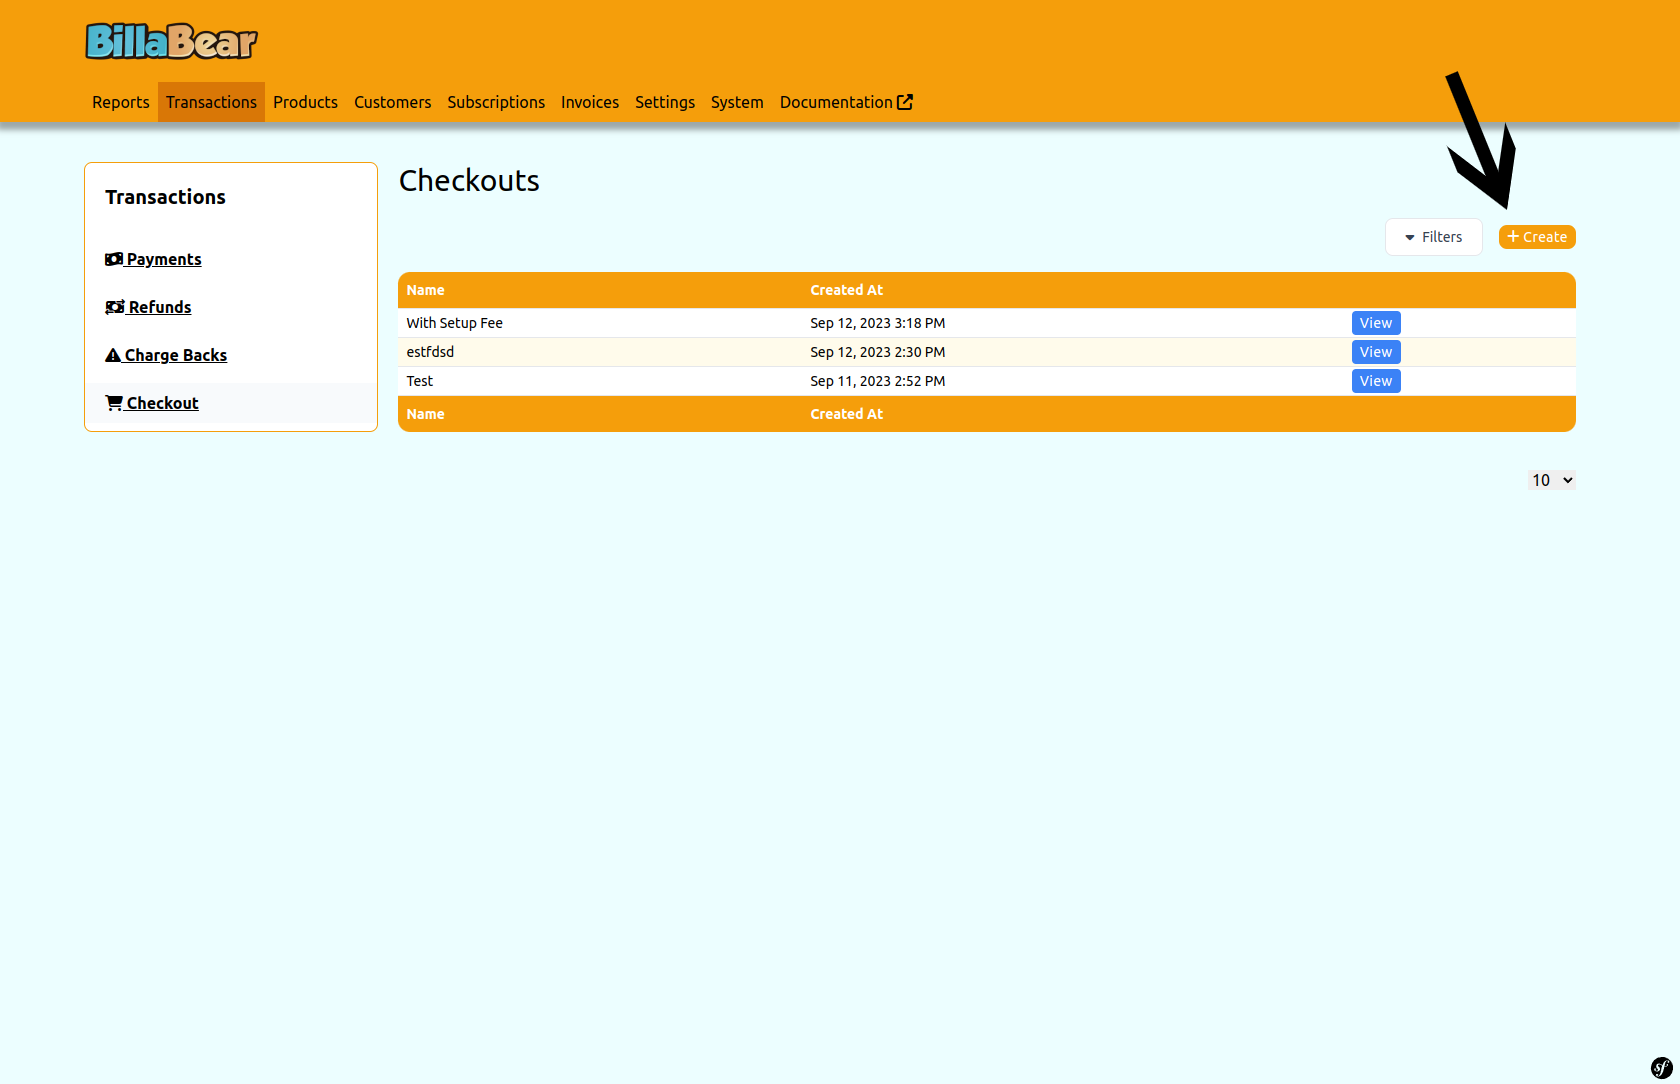 BillaBear
Reports Transactions Products Customers Subscriptions Invoices Settings System Documentation
Transactions
Payments
Refunds
Charge Backs
Checkout
Checkouts
Filters + Create
Name Created At
With Setup Fee Sep 12, 2023 3:18 PM View
estfdsd Sep 12, 2023 2:30 PM View
Test Sep 11, 2023 2:52 PM View
Name Created At
10
sf